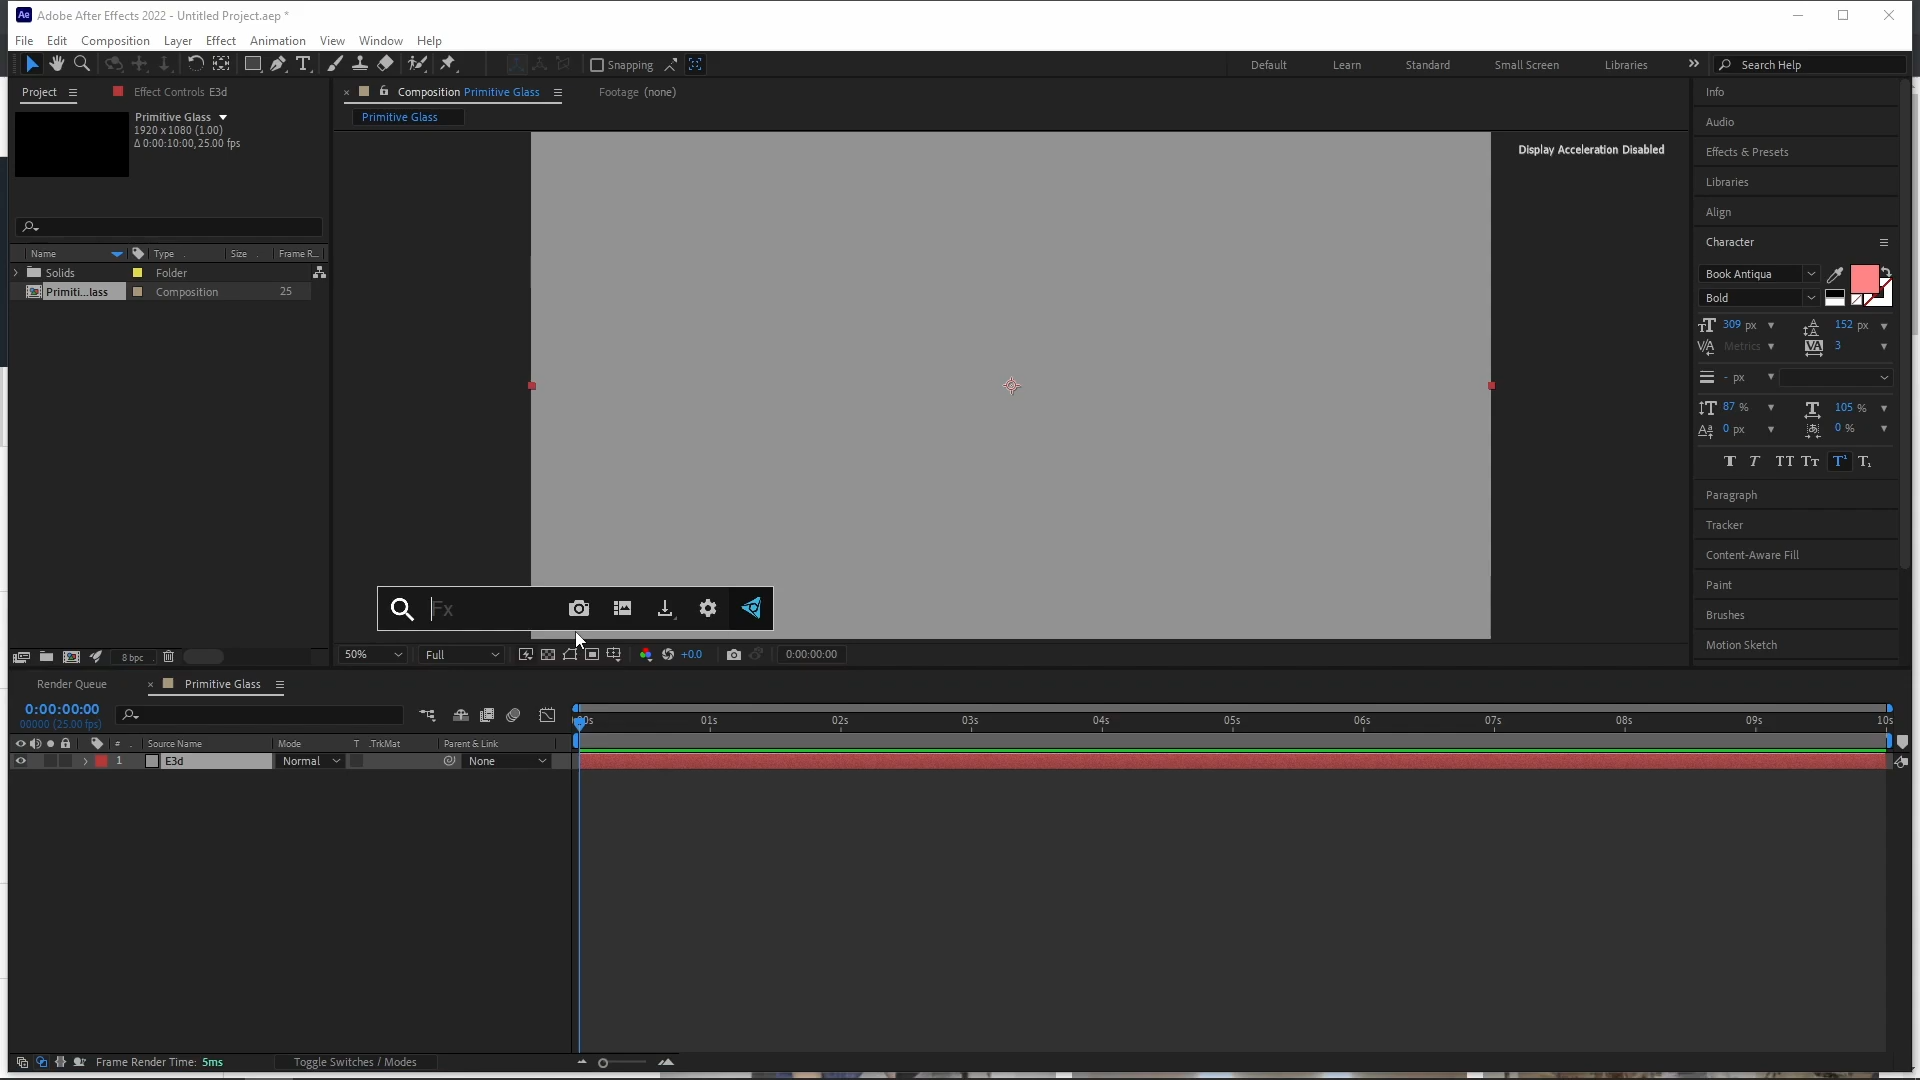 Ae Adobe After Effects 2022 - Untitled Project.aep *
File Edit Composition Layer Effect Animation View Window Help
Snapping
Default Learn Standard Small Screen Libraries
Search Help
Project
Effect Controls E3d
Composition Primitive Glass
Footage (none)
Primitive Glass
Primitive Glass
1920 x 1080 (1.00)
Δ 0:00:10:00, 25.00 fps
Display Acceleration Disabled
Name Type Size Frame R...
Solids Folder
Primiti...lass Composition 25
Info
Audio
Effects & Presets
Libraries
Align
Character
Book Antiqua
Bold
309 px 152 px
Metrics 3
- px
87 % 105 %
0 px 0 %
Paragraph
Tracker
Content-Aware Fill
Paint
Brushes
Motion Sketch
Fx
8 bpc
50% Full +0.0 0:00:00:00
Render Queue
Primitive Glass
0:00:00:00
00000 (25.00 fps)
:00s 01s 02s 03s 04s 05s 06s 07s 08s 09s 10s
# Source Name Mode T .TrkMat Parent & Link
1 E3d Normal None
Frame Render Time: 5ms
Toggle Switches / Modes